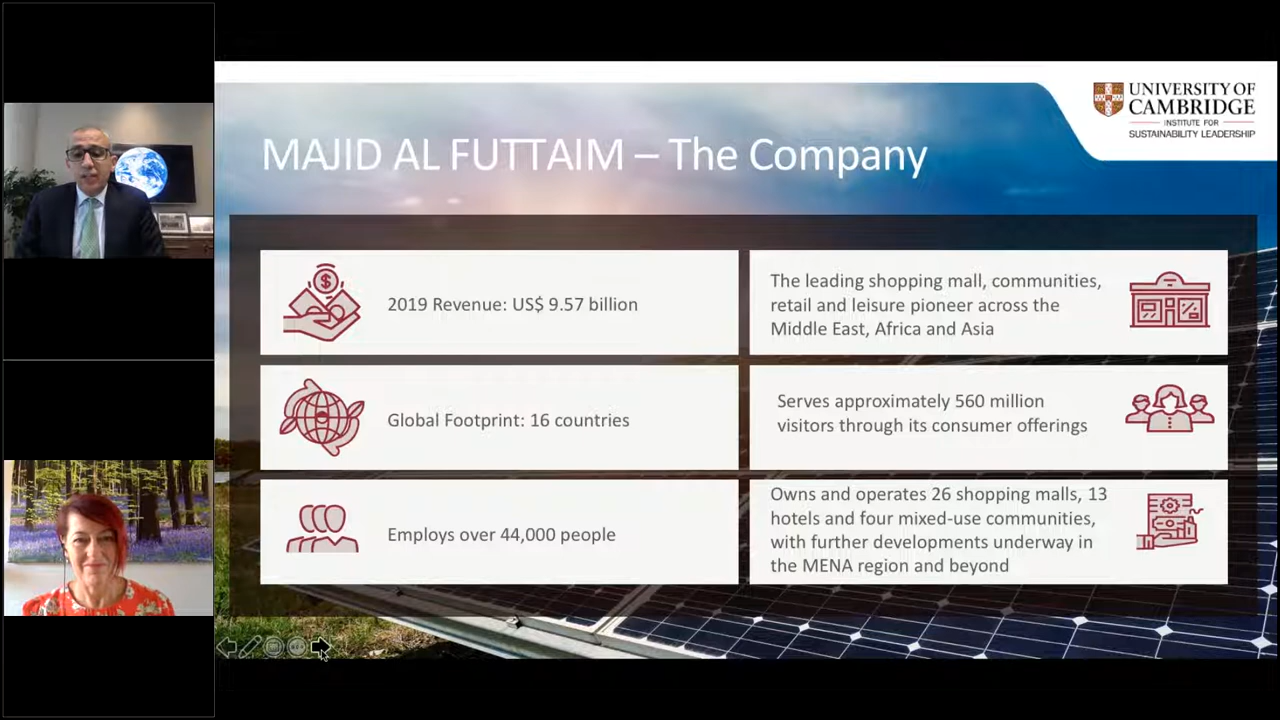 UNIVERSITY OF
CAMBRIDGE
INSTITUTE FOR
SUSTAINABILITY LEADERSHIP
MAJID AL FUTTAIM – The Company
2019 Revenue: US$ 9.57 billion
The leading shopping mall, communities,
retail and leisure pioneer across the
Middle East, Africa and Asia
Global Footprint: 16 countries
Serves approximately 560 million
visitors through its consumer offerings
Employs over 44,000 people
Owns and operates 26 shopping malls, 13
hotels and four mixed-use communities,
with further developments underway in
the MENA region and beyond